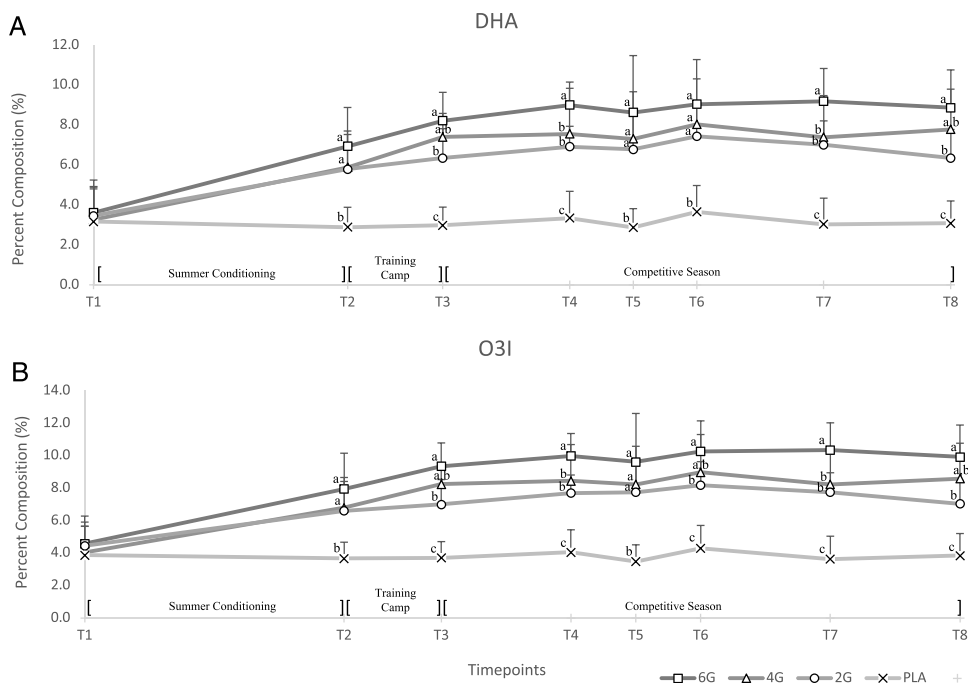 A
DHA
Percent Composition (%)
12.0
10.0
8.0
6.0
4.0
2.0
0.0
a
a
b
a
a,b
b
c
a
b
b
c
a
a
a
b
a
a
a
b
a
b
b
c
a
a,b
b
c
[ Summer Conditioning ][ Training Camp ][ Competitive Season ]
T1 T2 T3 T4 T5 T6 T7 T8
B
O3I
Percent Composition (%)
14.0
12.0
10.0
8.0
6.0
4.0
2.0
0.0
a
a
b
a
a,b
b
c
a
b
b
c
a
a
a
b
a
a,b
b
c
a
b
b
c
a
a,b
b
c
[ Summer Conditioning ][ Training Camp ][ Competitive Season ]
T1 T2 T3 T4 T5 T6 T7 T8
Timepoints
6G 4G 2G PLA